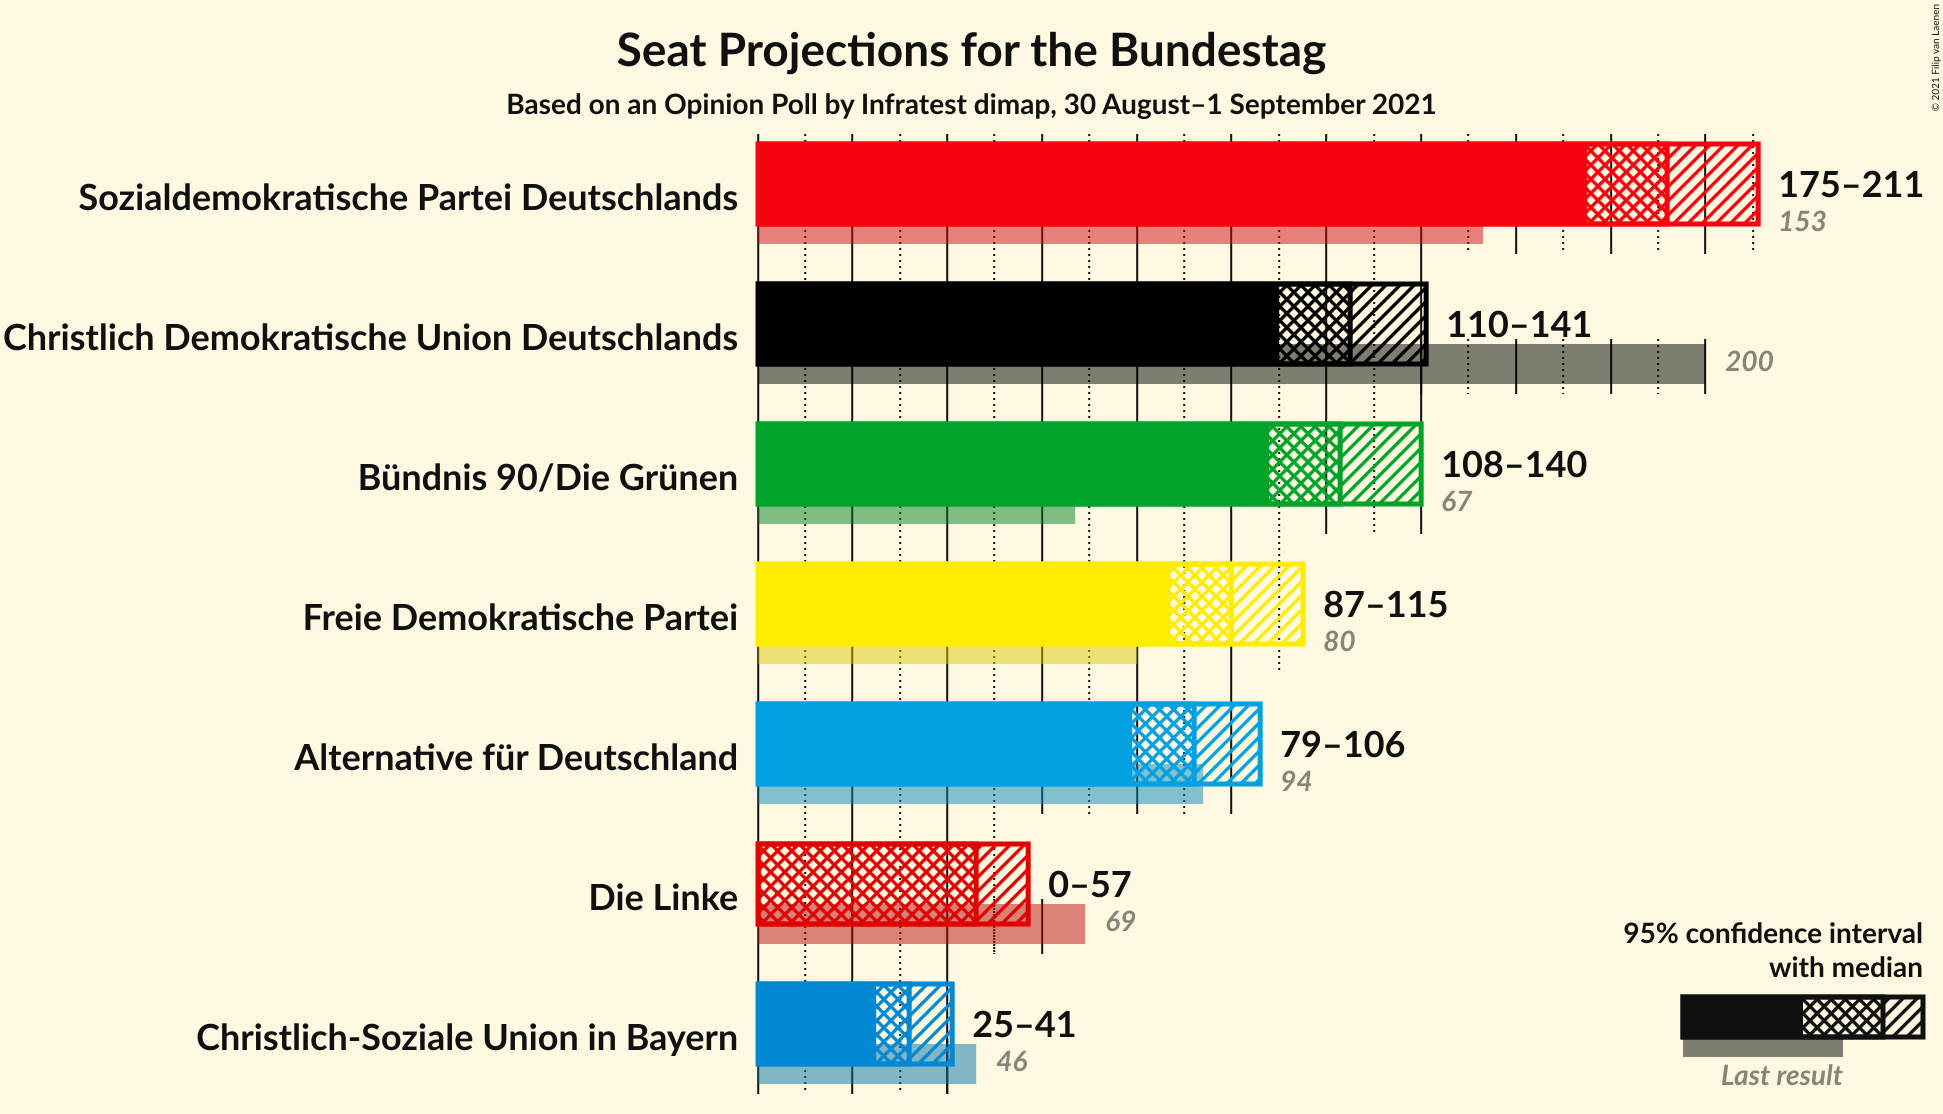 Seat Projections for the Bundestag
Based on an Opinion Poll by Infratest dimap, 30 August–1 September 2021
© 2021 Filip van Laenen
Sozialdemokratische Partei Deutschlands
175–211
153
Christlich Demokratische Union Deutschlands
110–141
200
Bündnis 90/Die Grünen
108–140
67
Freie Demokratische Partei
87–115
80
Alternative für Deutschland
79–106
94
Die Linke
0–57
69
Christlich-Soziale Union in Bayern
25–41
46
95% confidence interval
with median
Last result